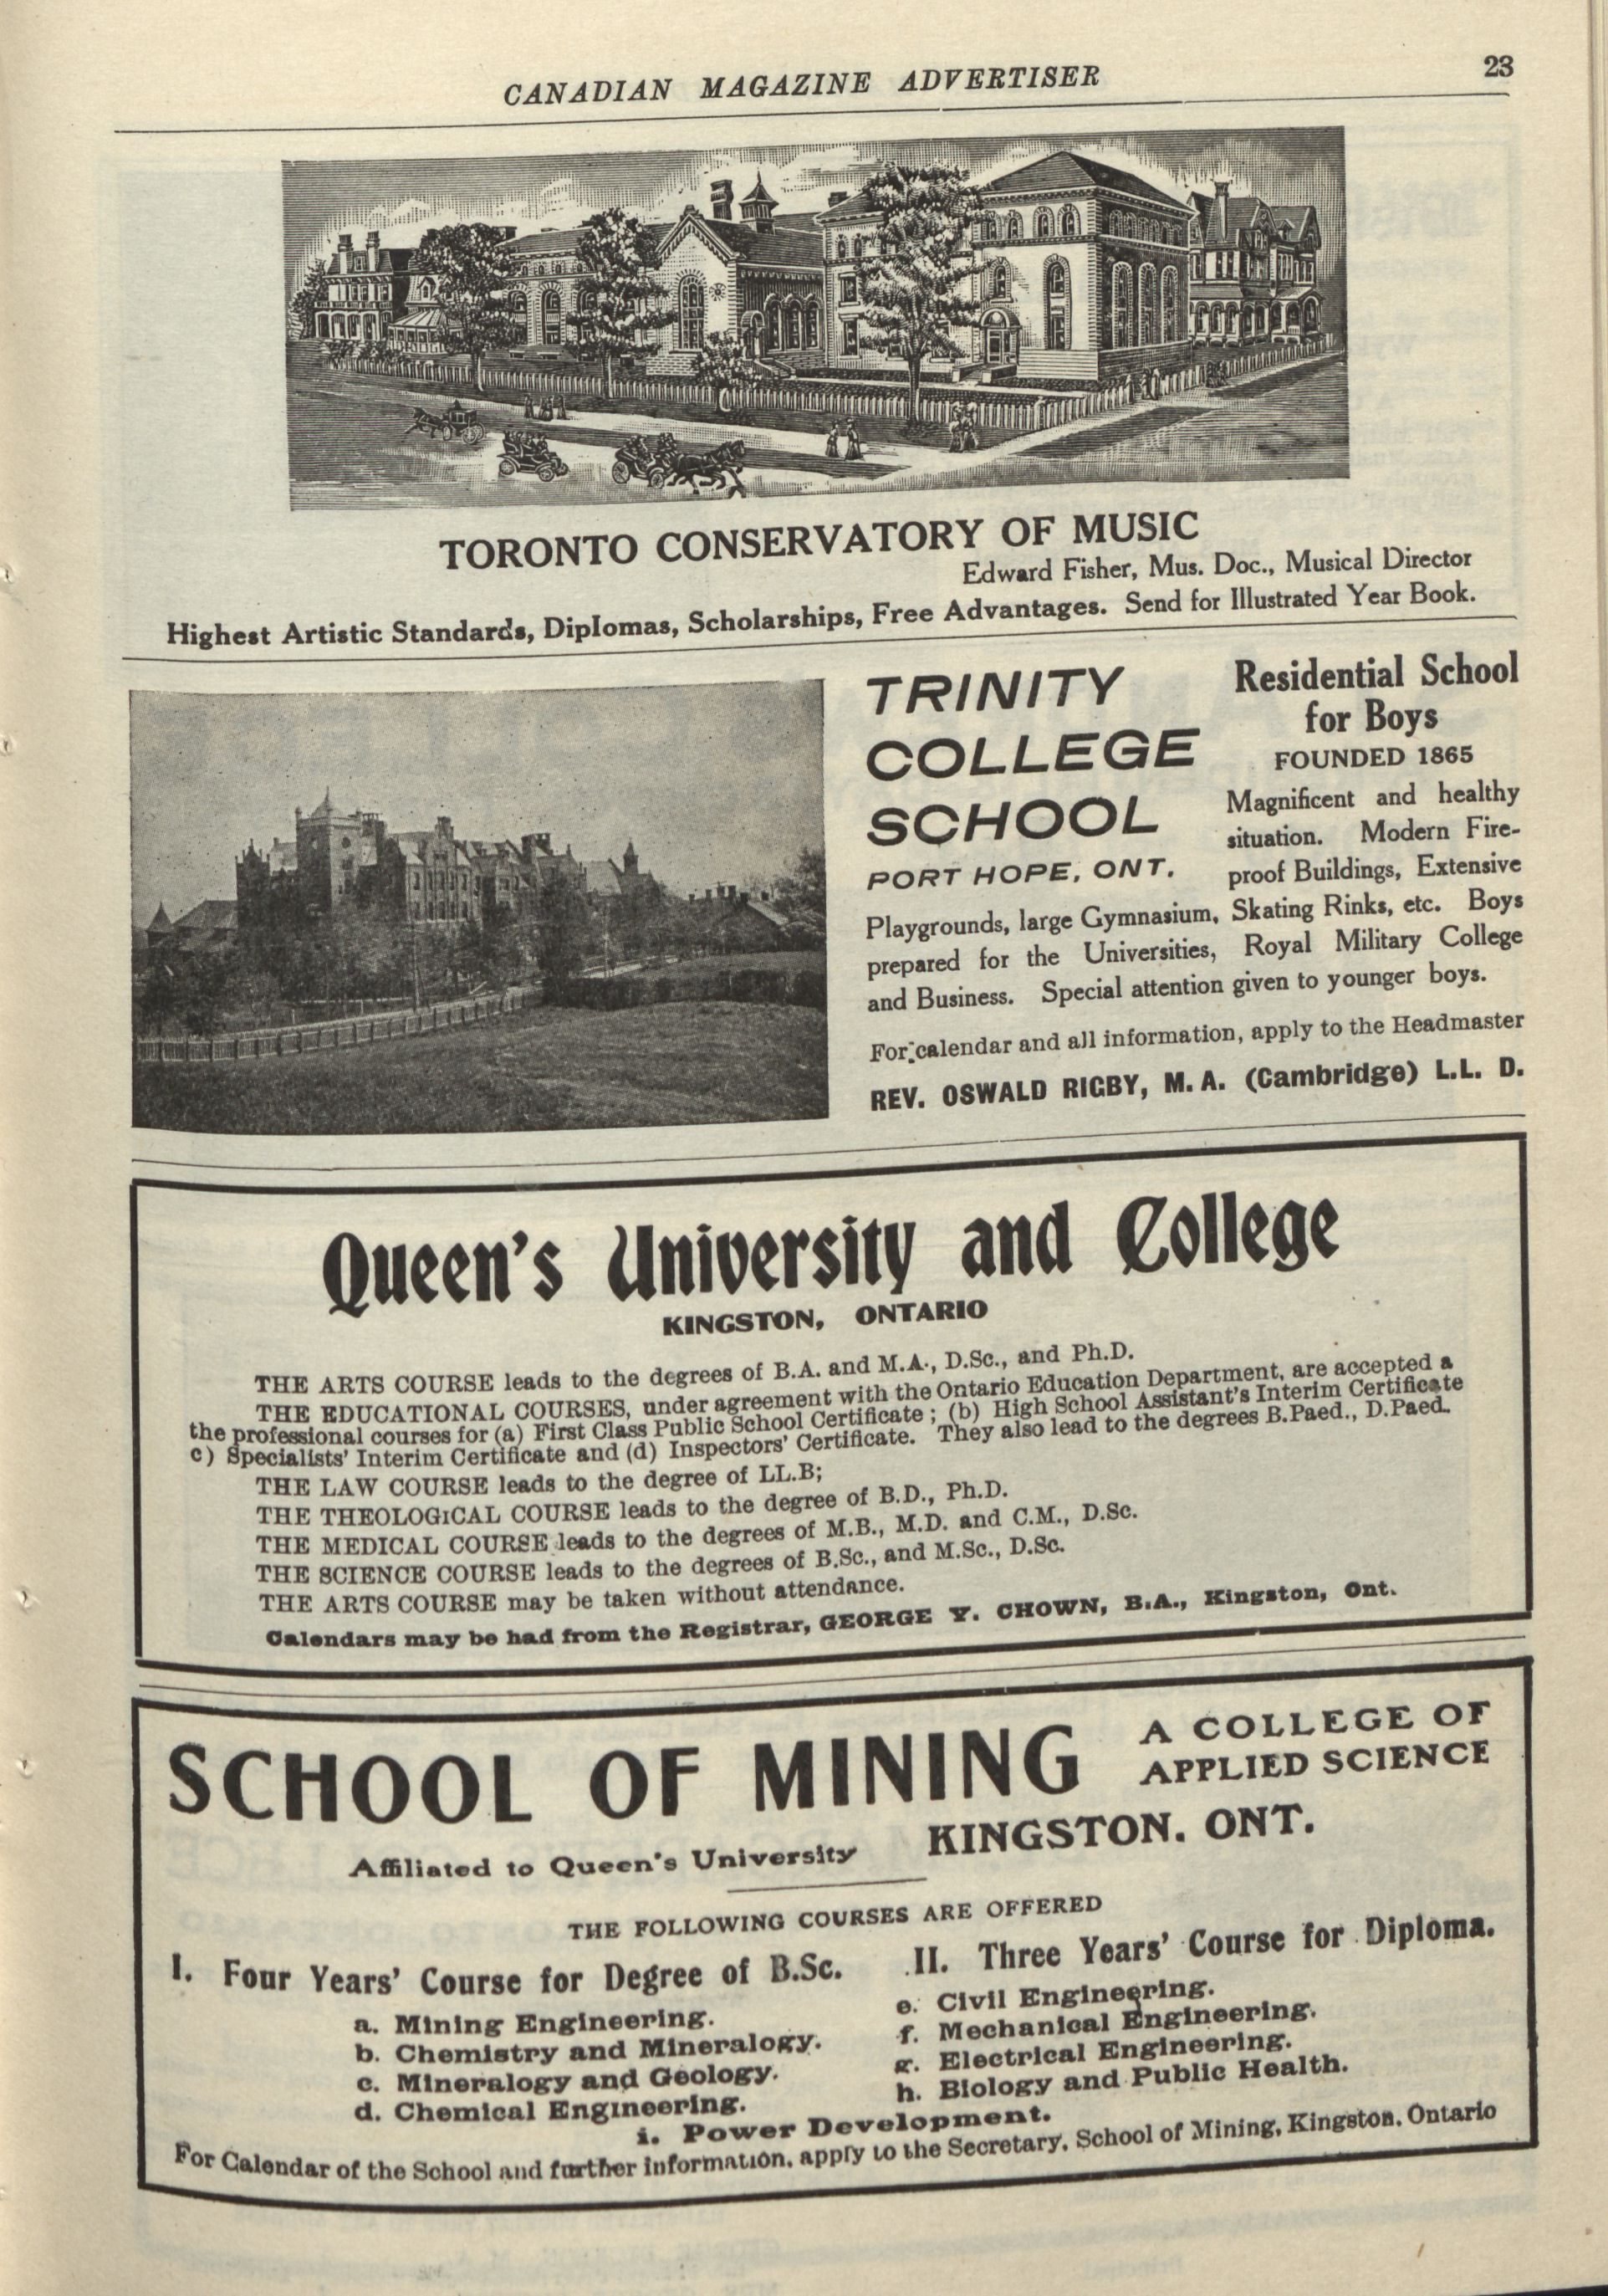 CANADIAN MAGAZINE ADVERTISER
23
TORONTO CONSERVATORY OF MUSIC
Edward Fisher, Mus. Doc., Musical Director
Highest Artistic Standards, Diplomas, Scholarships, Free Advantages. Send for Illustrated Year Book.
TRINITY
COLLEGE
SCHOOL
PORT HOPE, ONT.
Residential School
for Boys
FOUNDED 1865
Magnificent and healthy
situation. Modern Fire-
proof Buildings, Extensive
Playgrounds, large Gymnasium, Skating Rinks, etc. Boys
prepared for the Universities, Royal Military College
and Business. Special attention given to younger boys.
For calendar and all information, apply to the Headmaster
REV. OSWALD RIGBY, M. A. (Cambridge) L.L. D.
Queen's University and College
KINGSTON, ONTARIO
THE ARTS COURSE leads to the degrees of B.A. and M.A., D.Sc., and Ph.D.
THE EDUCATIONAL COURSES, under agreement with the Ontario Education Department, are accepted a
the professional courses for (a) First Class Public School Certificate; (b) High School Assistant's Interim Certificate
c) Specialists' Interim Certificate and (d) Inspectors' Certificate. They also lead to the degrees B.Paed., D.Paed.
THE LAW COURSE leads to the degree of LL.B;
THE THEOLOGICAL COURSE leads to the degree of B.D., Ph.D.
THE MEDICAL COURSE leads to the degrees of M.B., M.D. and C.M., D.Sc.
THE SCIENCE COURSE leads to the degrees of B.Sc., and M.Sc., D.Sc.
THE ARTS COURSE may be taken without attendance.
Calendars may be had from the Registrar, GEORGE Y. CHOWN, B.A., Kingston, Ont.
SCHOOL OF MINING
A COLLEGE OF
APPLIED SCIENCE
Affiliated to Queen's University
KINGSTON. ONT.
THE FOLLOWING COURSES ARE OFFERED
I. Four Years' Course for Degree of B.Sc.
a. Mining Engineering.
b. Chemistry and Mineralogy.
c. Mineralogy and Geology.
d. Chemical Engineering.
II. Three Years' Course for Diploma.
e. Civil Engineering.
f. Mechanical Engineering.
g. Electrical Engineering.
h. Biology and Public Health.
i. Power Development.
For Calendar of the School and further information, apply to the Secretary, School of Mining, Kingston, Ontario